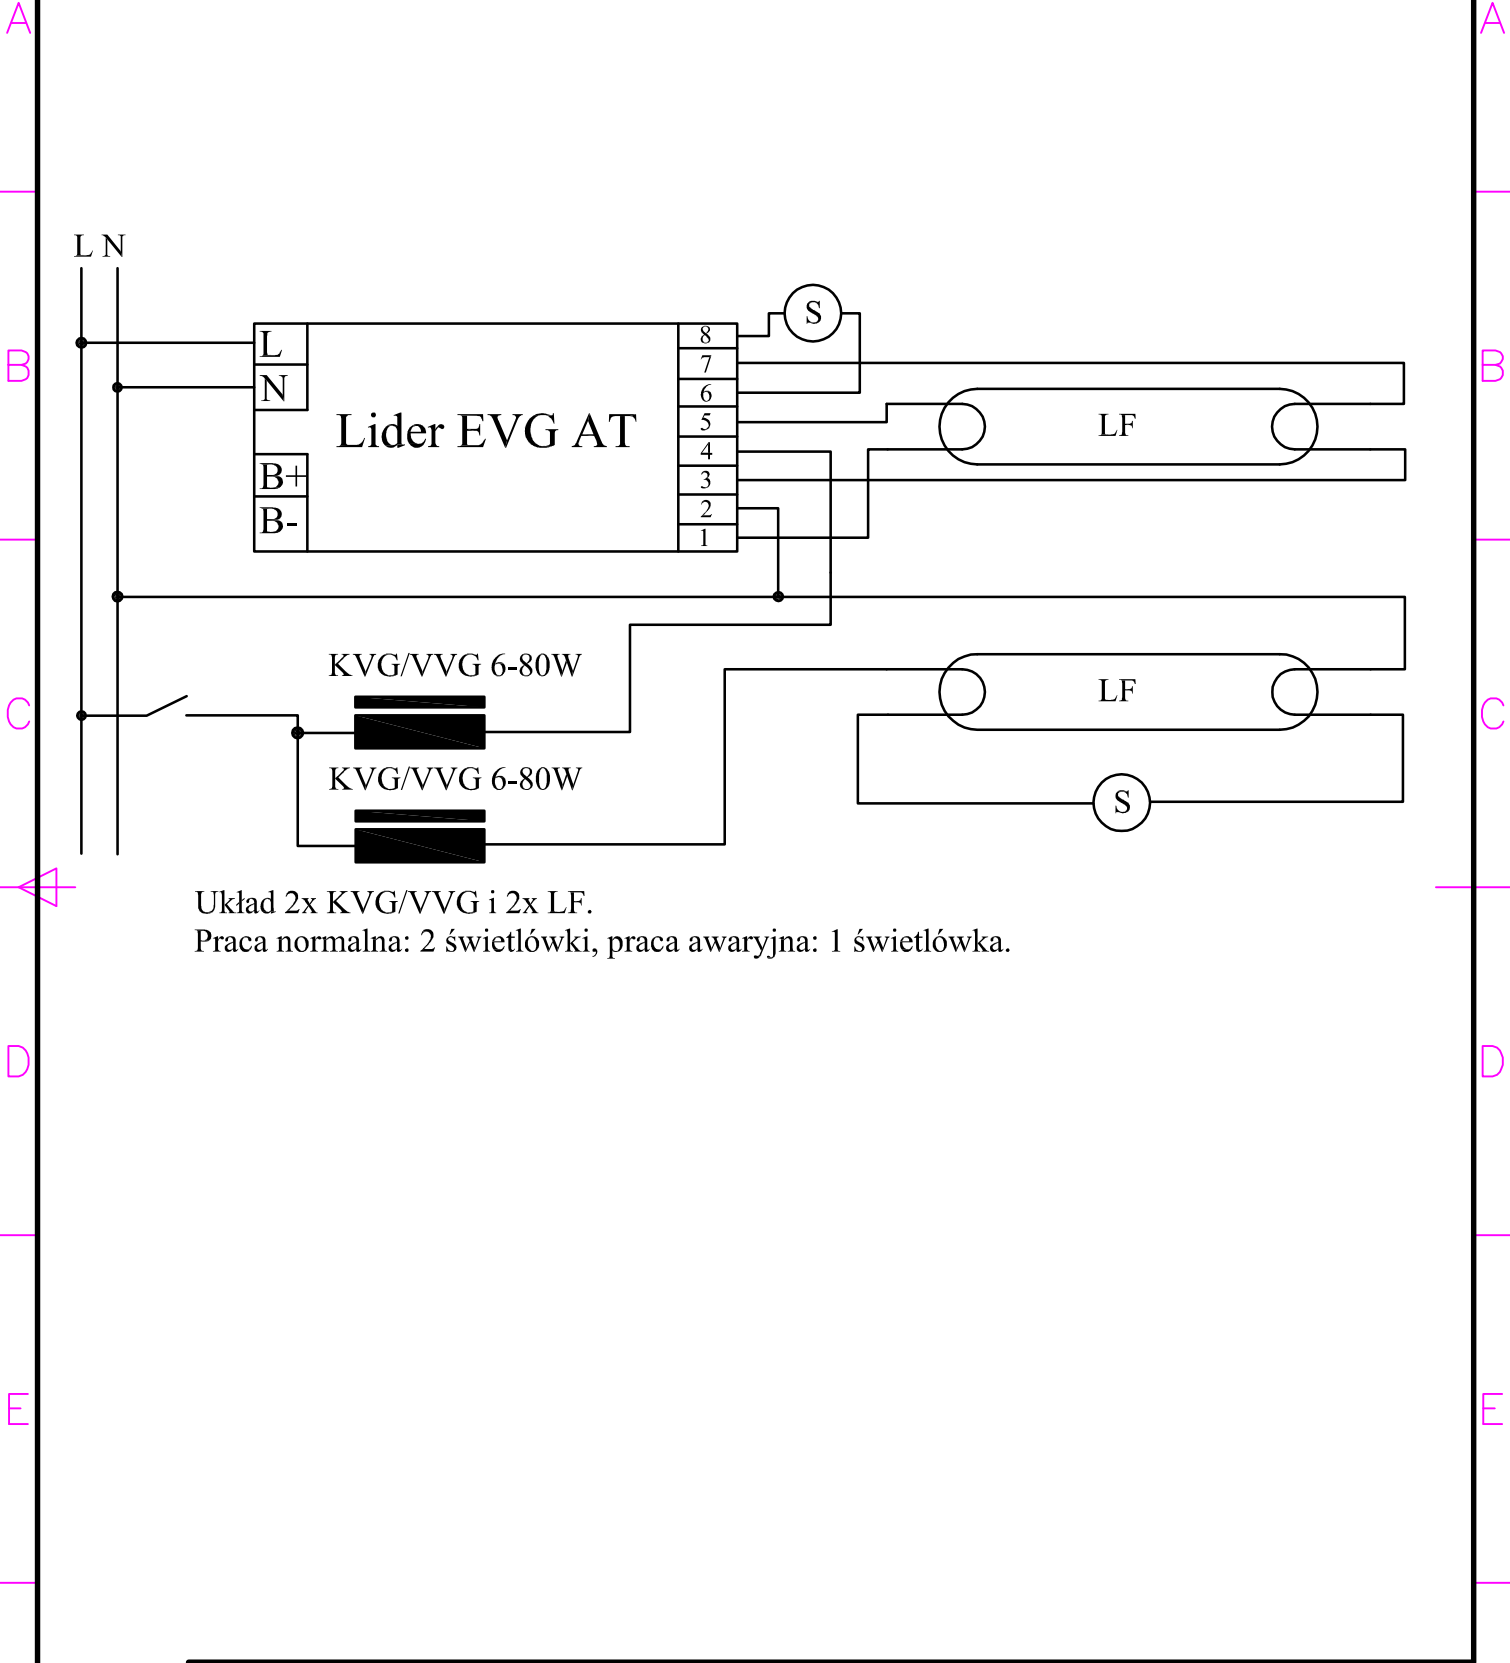 A A
L N
S
L
8
7
B B
N
6
5
Lider EVG AT
LF
4
B+
3
2
B-
1
KVG/VVG 6-80W
LF
C C
KVG/VVG 6-80W
S
Układ 2x KVG/VVG i 2x LF.
Praca normalna: 2 świetlówki, praca awaryjna: 1 świetlówka.
D D
E E